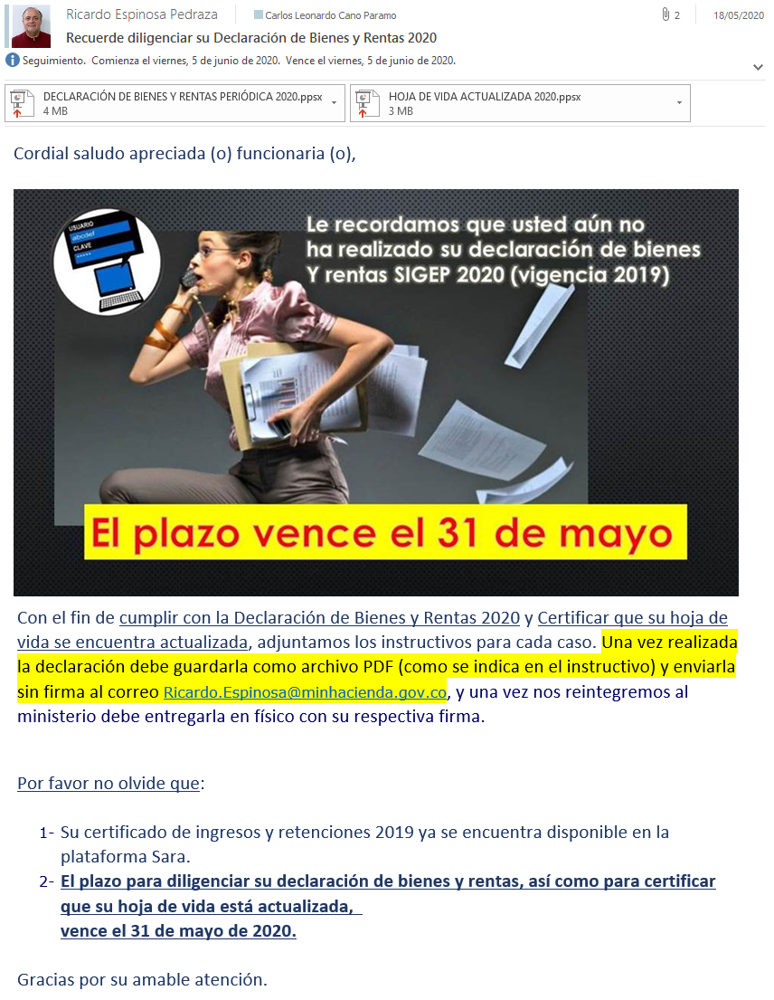 Ricardo Espinosa Pedraza
Carlos Leonardo Cano Paramo
2
18/05/2020
Recuerde diligenciar su Declaración de Bienes y Rentas 2020
Seguimiento. Comienza el viernes, 5 de junio de 2020. Vence el viernes, 5 de junio de 2020.
DECLARACIÓN DE BIENES Y RENTAS PERIÓDICA 2020.ppsx
4 MB
HOJA DE VIDA ACTUALIZADA 2020.ppsx
3 MB
Cordial saludo apreciada (o) funcionaria (o),
USUARIO
abcdef
CLAVE
*****
Le recordamos que usted aún no
ha realizado su declaración de bienes
Y rentas SIGEP 2020 (vigencia 2019)
El plazo vence el 31 de mayo
Con el fin de cumplir con la Declaración de Bienes y Rentas 2020 y Certificar que su hoja de
vida se encuentra actualizada, adjuntamos los instructivos para cada caso. Una vez realizada
la declaración debe guardarla como archivo PDF (como se indica en el instructivo) y enviarla
sin firma al correo Ricardo.Espinosa@minhacienda.gov.co, y una vez nos reintegremos al
ministerio debe entregarla en físico con su respectiva firma.
Por favor no olvide que:
1- Su certificado de ingresos y retenciones 2019 ya se encuentra disponible en la
plataforma Sara.
2- El plazo para diligenciar su declaración de bienes y rentas, así como para certificar
que su hoja de vida está actualizada,
vence el 31 de mayo de 2020.
Gracias por su amable atención.